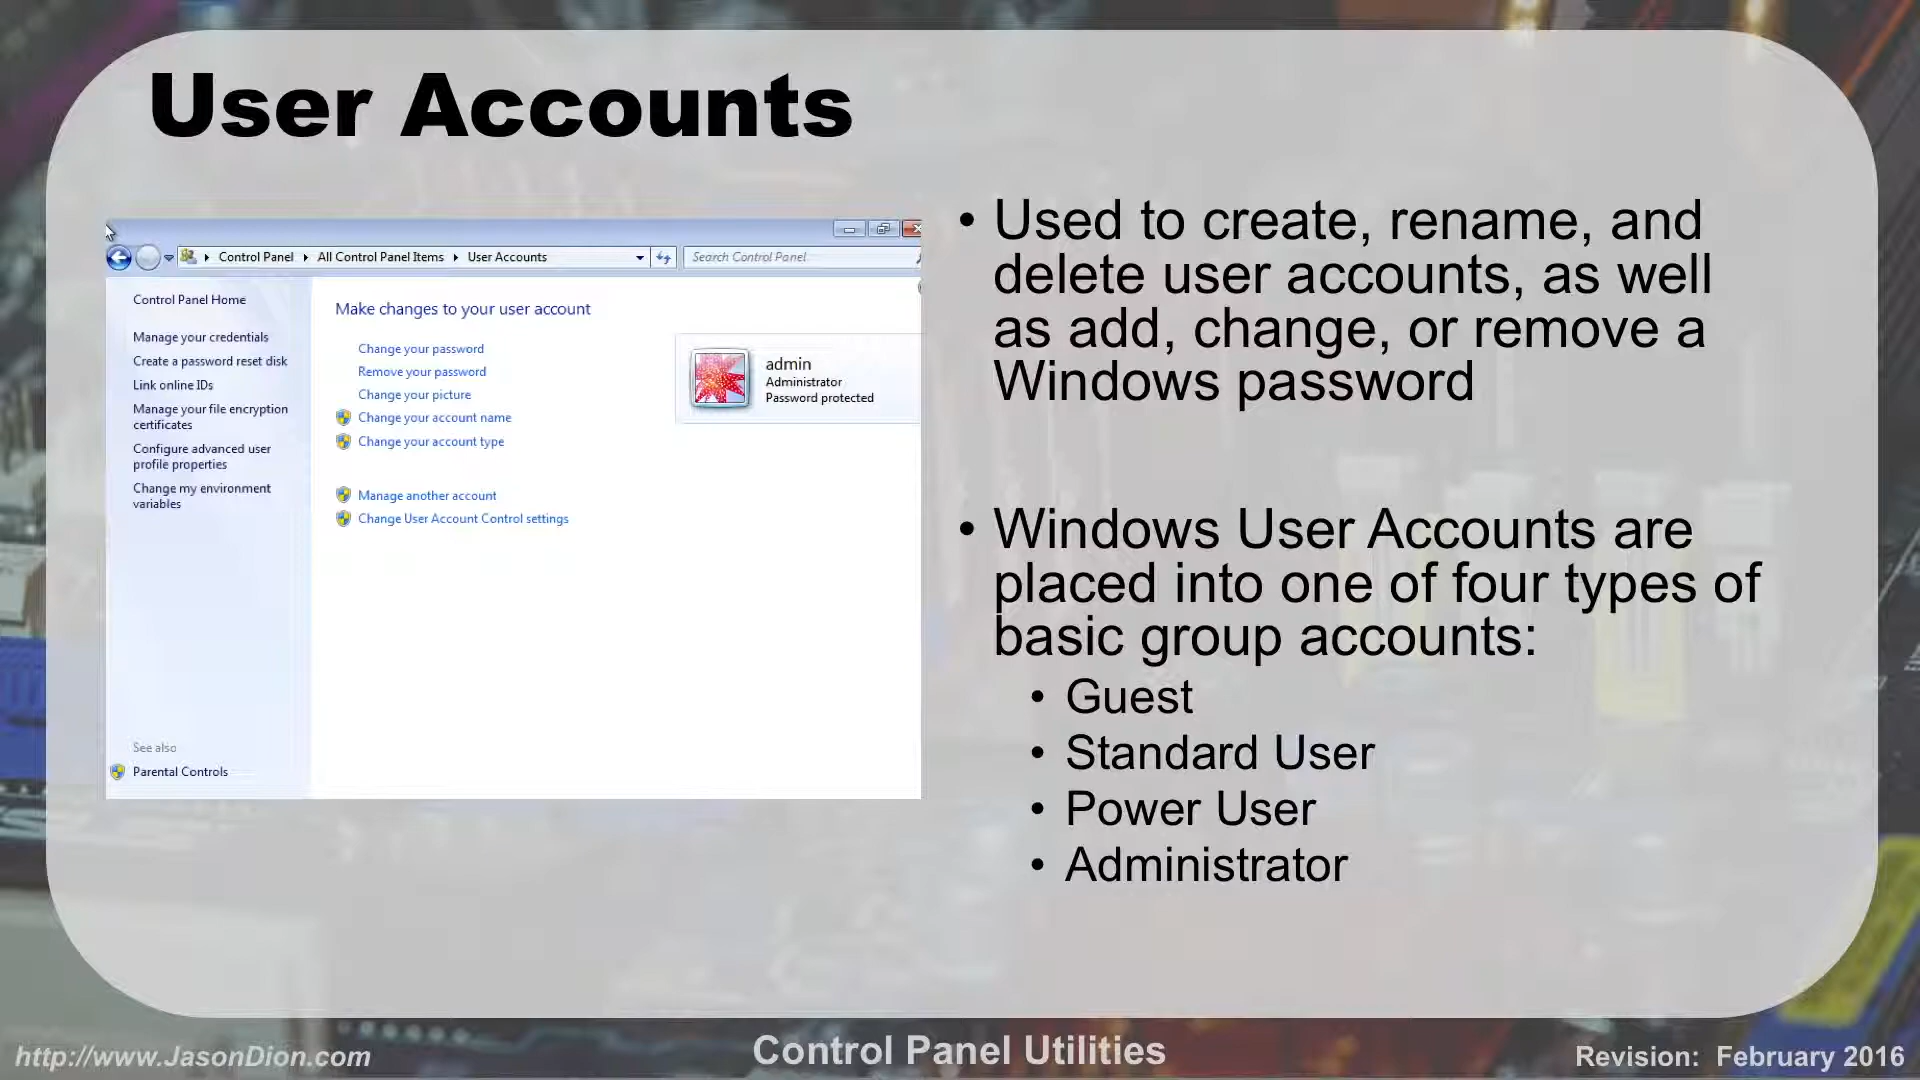 User Accounts
Control Panel
All Control Panel Items
User Accounts
Search Control Panel
Control Panel Home
Manage your credentials
Create a password reset disk
Link online IDs
Manage your file encryption
certificates
Configure advanced user
profile properties
Change my environment
variables
See also
Parental Controls
Make changes to your user account
Change your password
Remove your password
Change your picture
Change your account name
Change your account type
Manage another account
Change User Account Control settings
admin
Administrator
Password protected
• Used to create, rename, and
delete user accounts, as well
as add, change, or remove a
Windows password
• Windows User Accounts are
placed into one of four types of
basic group accounts:
• Guest
• Standard User
• Power User
• Administrator
http://www.JasonDion.com
Control Panel Utilities
Revision: February 2016